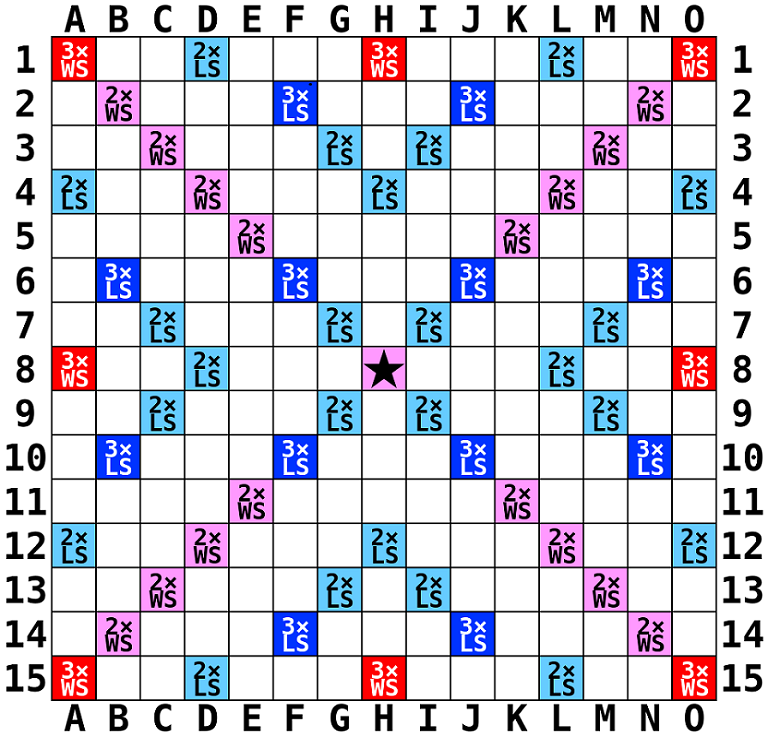 A B C D E F G H I J K L M N O
1 3× WS 2× LS 3× WS 2× LS 3× WS 1
2 2× WS 3× LS 3× LS 2× WS 2
3 2× WS 2× LS 2× LS 2× WS 3
4 2× LS 2× WS 2× LS 2× WS 2× LS 4
5 2× WS 2× WS 5
6 3× LS 3× LS 3× LS 3× LS 6
7 2× LS 2× LS 2× LS 2× LS 7
8 3× WS 2× LS 2× LS 3× WS 8
9 2× LS 2× LS 2× LS 2× LS 9
10 3× LS 3× LS 3× LS 3× LS 10
11 2× WS 2× WS 11
12 2× LS 2× WS 2× LS 2× WS 2× LS 12
13 2× WS 2× LS 2× LS 2× WS 13
14 2× WS 3× LS 3× LS 2× WS 14
15 3× WS 2× LS 3× WS 2× LS 3× WS 15
A B C D E F G H I J K L M N O